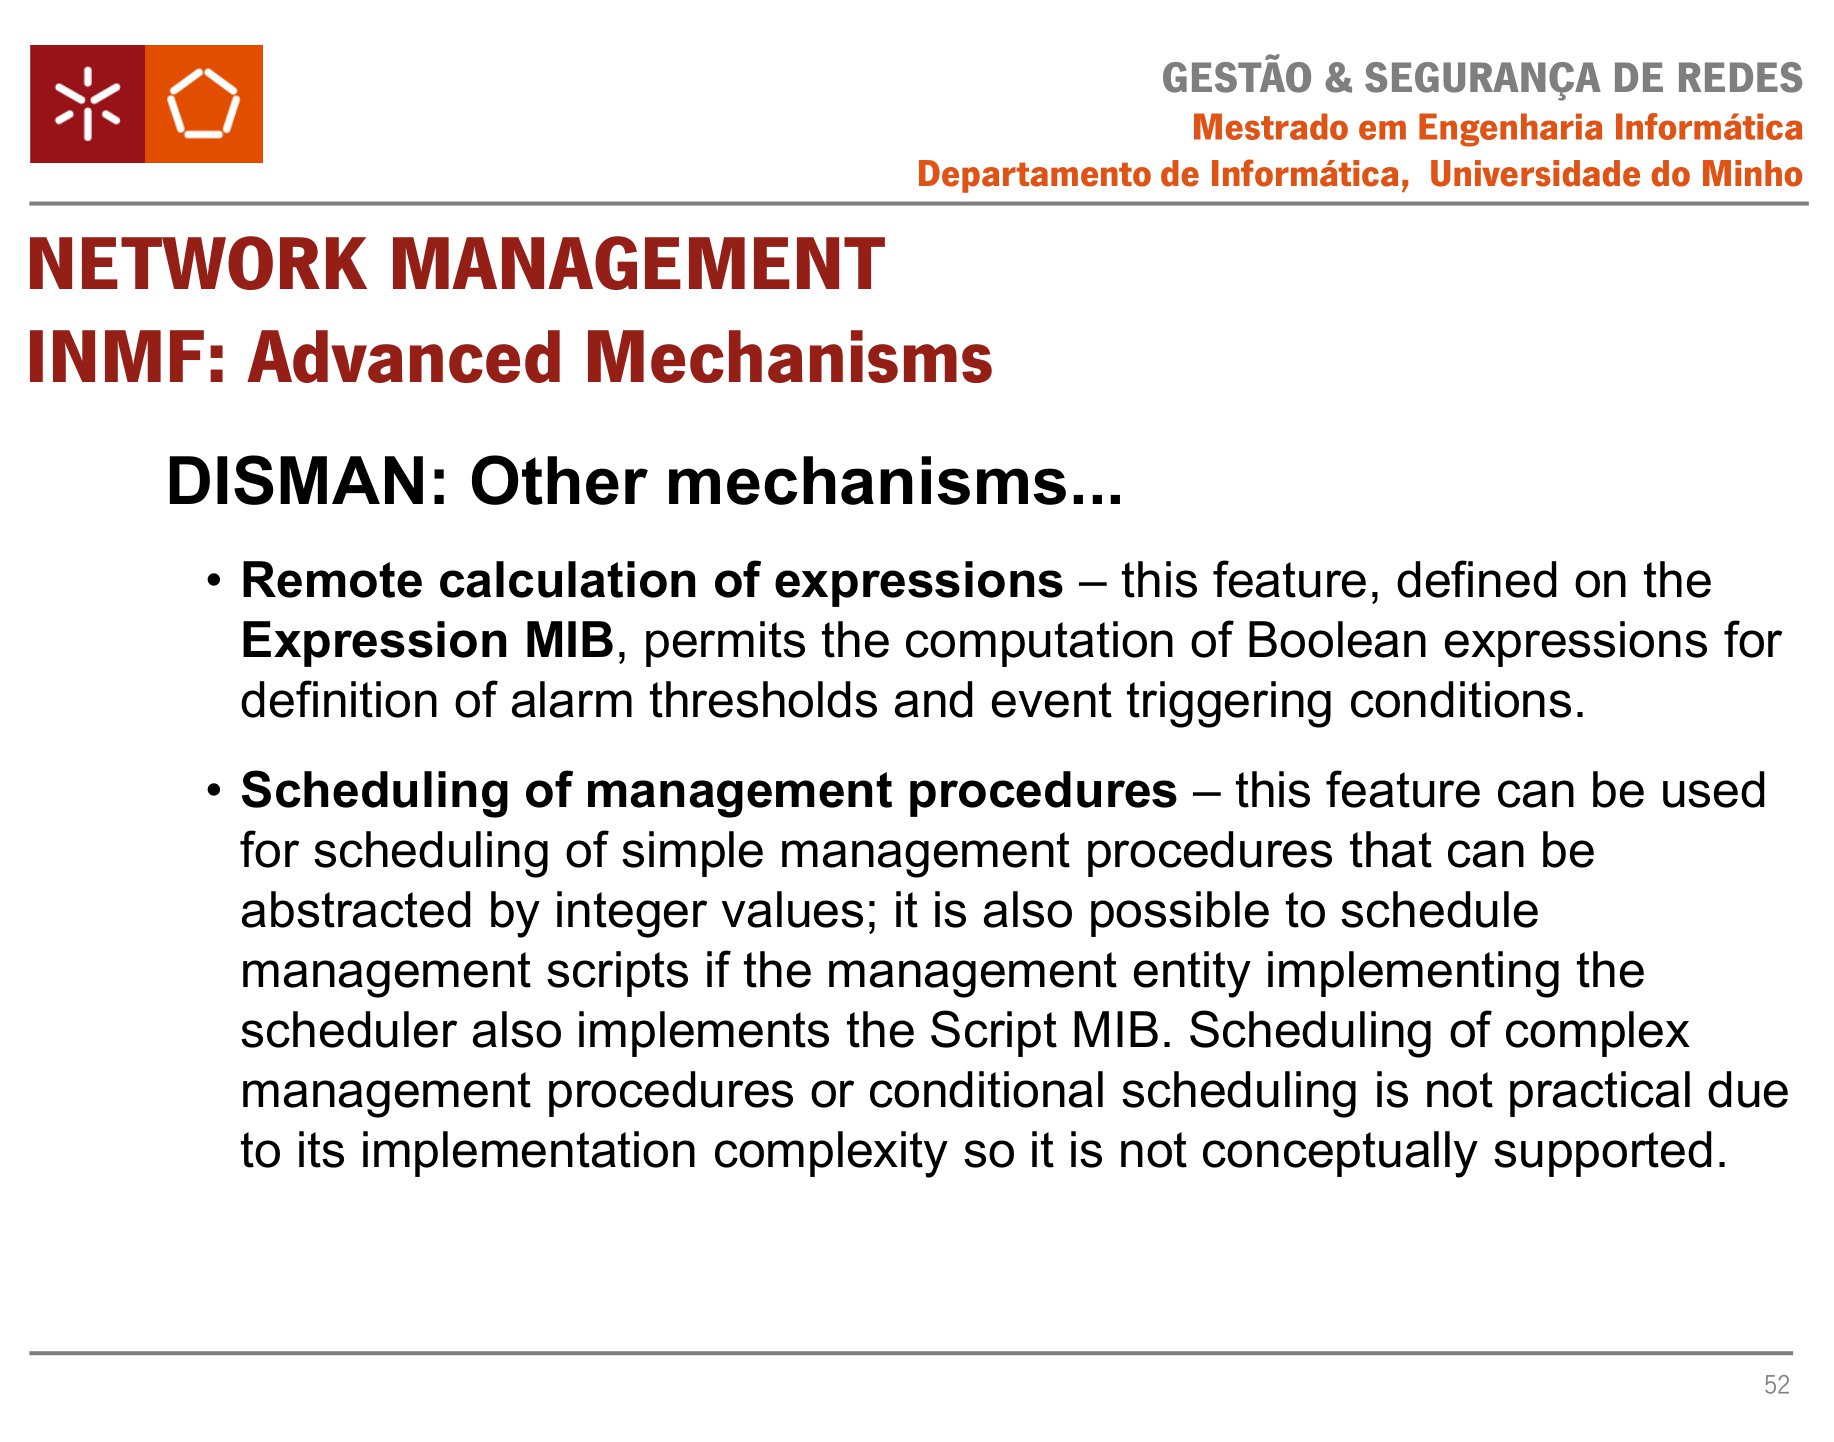 GESTÃO & SEGURANÇA DE REDES
Mestrado em Engenharia Informática
Departamento de Informática, Universidade do Minho
NETWORK MANAGEMENT
INMF: Advanced Mechanisms
DISMAN: Other mechanisms...
• Remote calculation of expressions – this feature, defined on the
Expression MIB, permits the computation of Boolean expressions for
definition of alarm thresholds and event triggering conditions.
• Scheduling of management procedures – this feature can be used
for scheduling of simple management procedures that can be
abstracted by integer values; it is also possible to schedule
management scripts if the management entity implementing the
scheduler also implements the Script MIB. Scheduling of complex
management procedures or conditional scheduling is not practical due
to its implementation complexity so it is not conceptually supported.
52